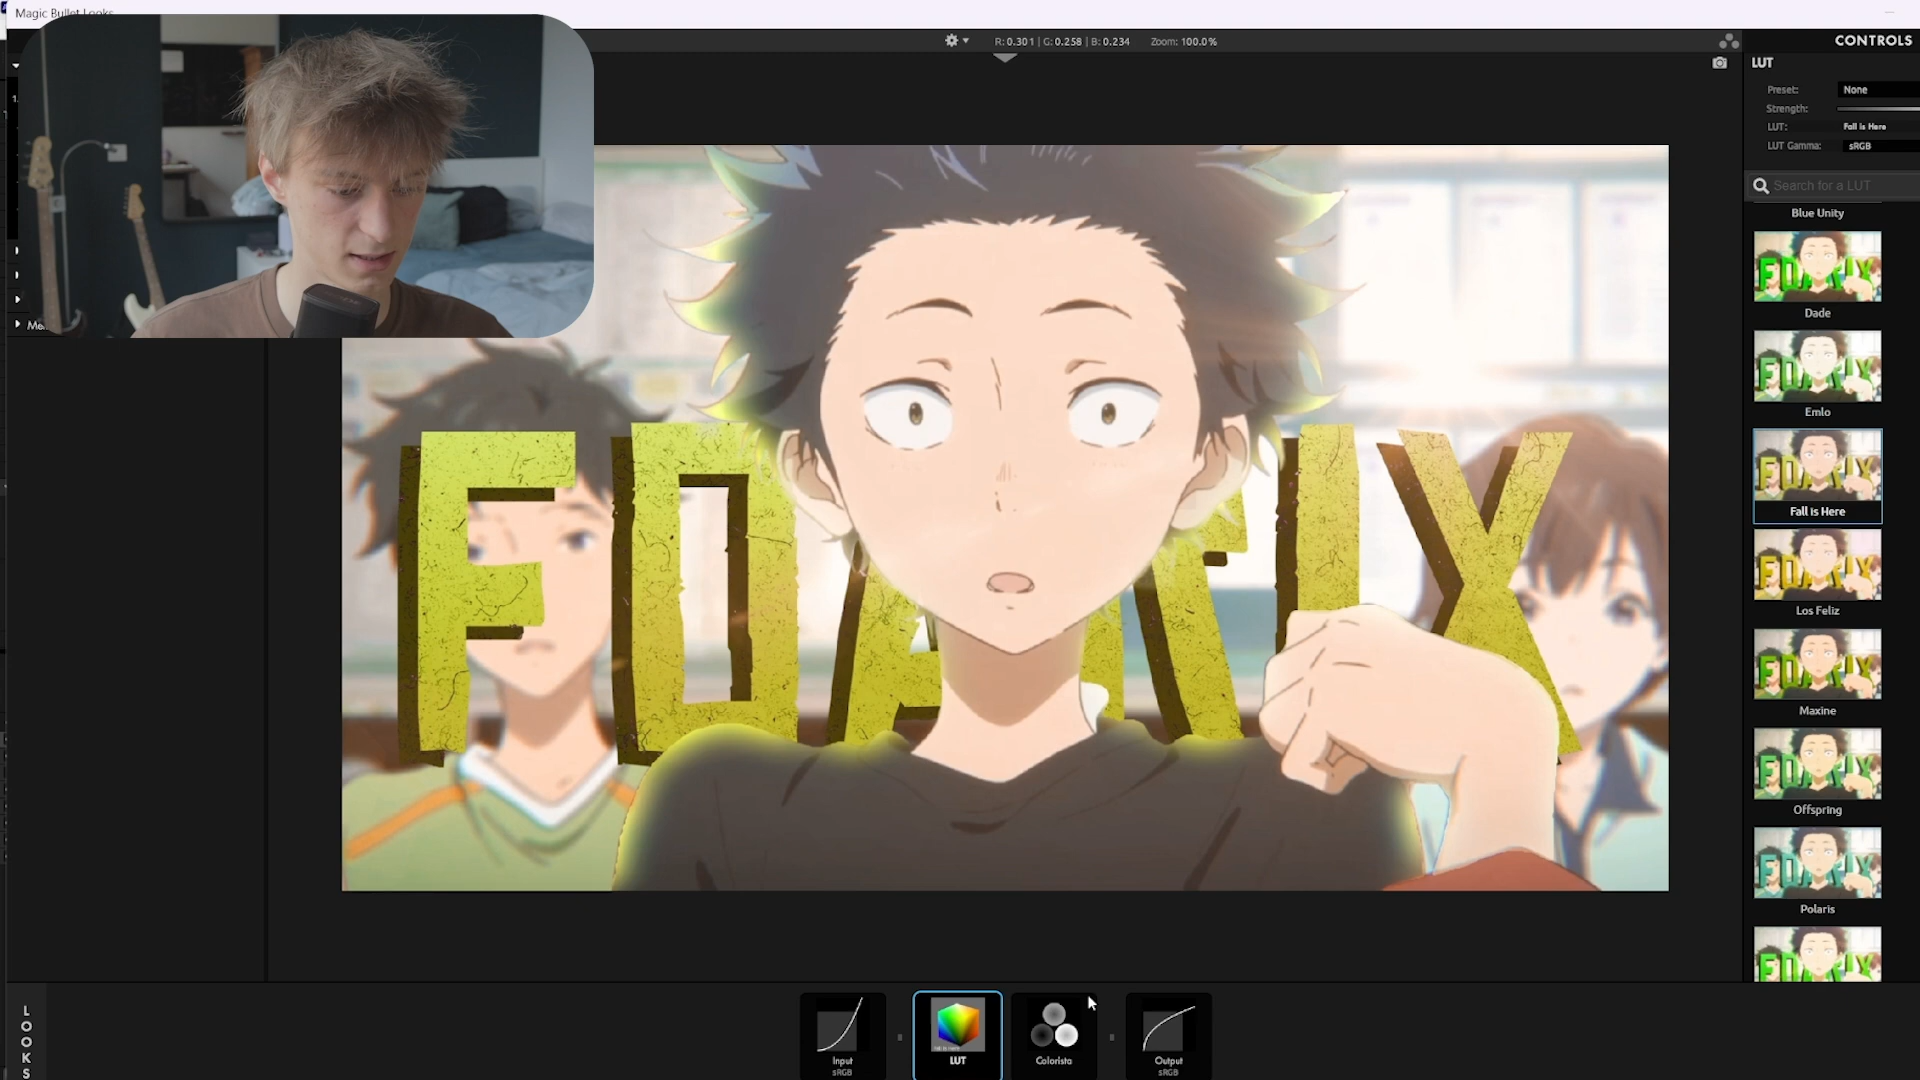 Magic Bullet Looks
R: 0.301 | G: 0.258 | B: 0.234 Zoom: 100.0%
CONTROLS
LUT
Preset: None
Strength:
LUT: Fall is Here
LUT Gamma: sRGB
Search for a LUT
Blue Unity
Dade
Emlo
Fall is Here
Los Feliz
Maxine
Offspring
Polaris
LOOKS
Input
sRGB
LUT
Colorista
Output
sRGB